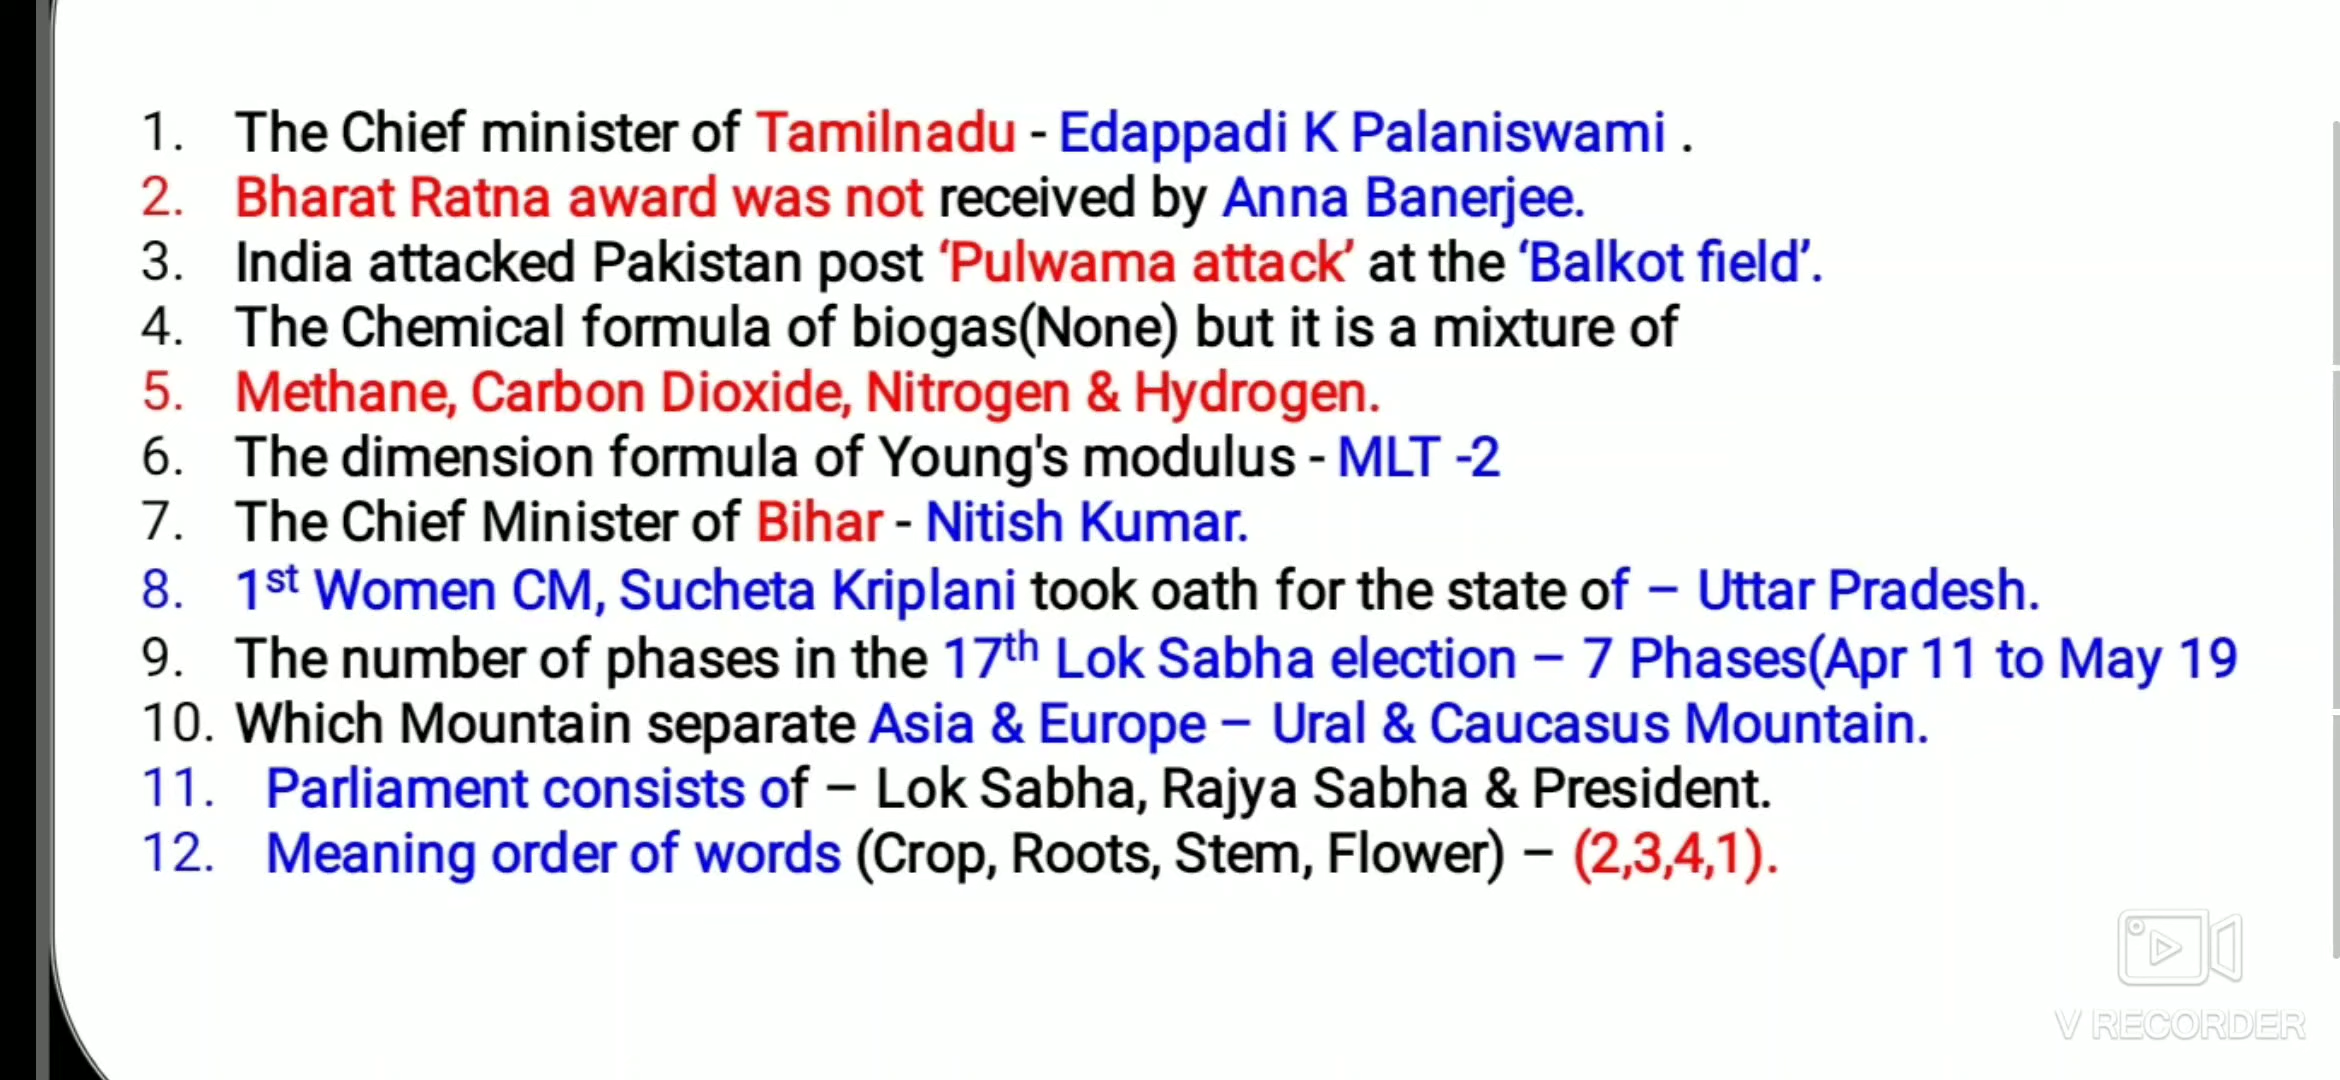 1. The Chief minister of Tamilnadu - Edappadi K Palaniswami .
2. Bharat Ratna award was not received by Anna Banerjee.
3. India attacked Pakistan post ‘Pulwama attack’ at the ‘Balkot field’.
4. The Chemical formula of biogas(None) but it is a mixture of
5. Methane, Carbon Dioxide, Nitrogen & Hydrogen.
6. The dimension formula of Young's modulus - MLT -2
7. The Chief Minister of Bihar - Nitish Kumar.
8. 1st Women CM, Sucheta Kriplani took oath for the state of – Uttar Pradesh.
9. The number of phases in the 17th Lok Sabha election – 7 Phases(Apr 11 to May 19
10. Which Mountain separate Asia & Europe – Ural & Caucasus Mountain.
11. Parliament consists of – Lok Sabha, Rajya Sabha & President.
12. Meaning order of words (Crop, Roots, Stem, Flower) – (2,3,4,1).
V RECORDER